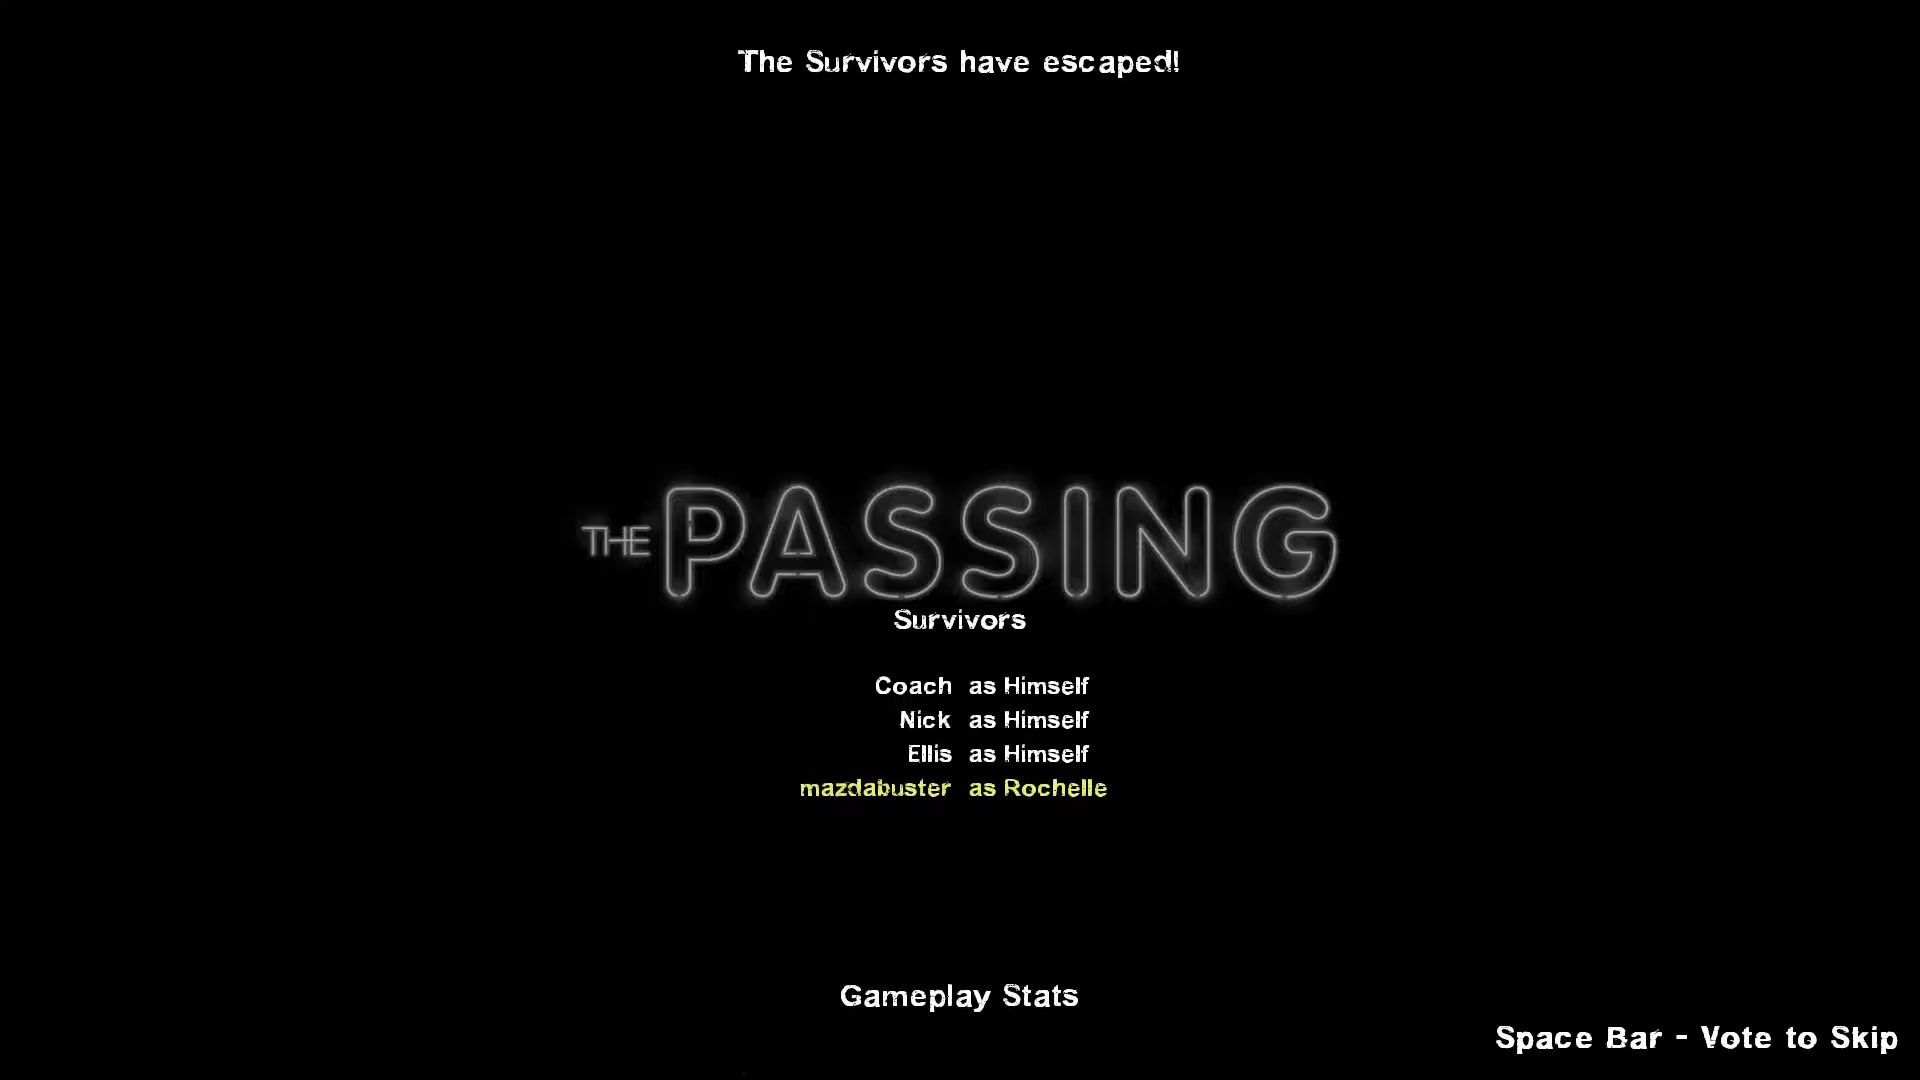 The Survivors have escaped!
THE PASSING
Survivors
Coach as Himself
Nick as Himself
Ellis as Himself
mazdabuster as Rochelle
Gameplay Stats
Space Bar - Vote to Skip